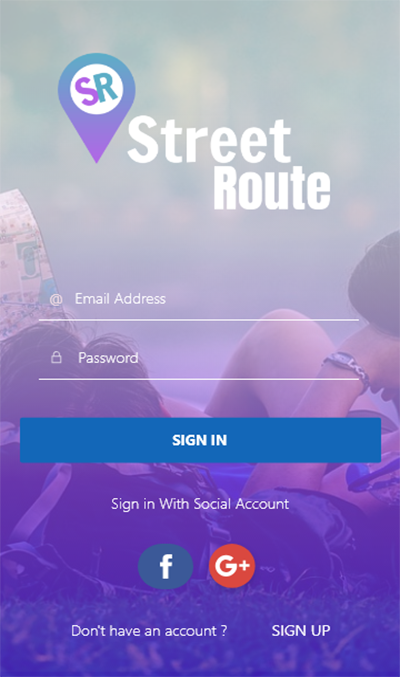 SR
Street
Route
@ Email Address
Password
SIGN IN
Sign in With Social Account
f G+
Don't have an account ? SIGN UP